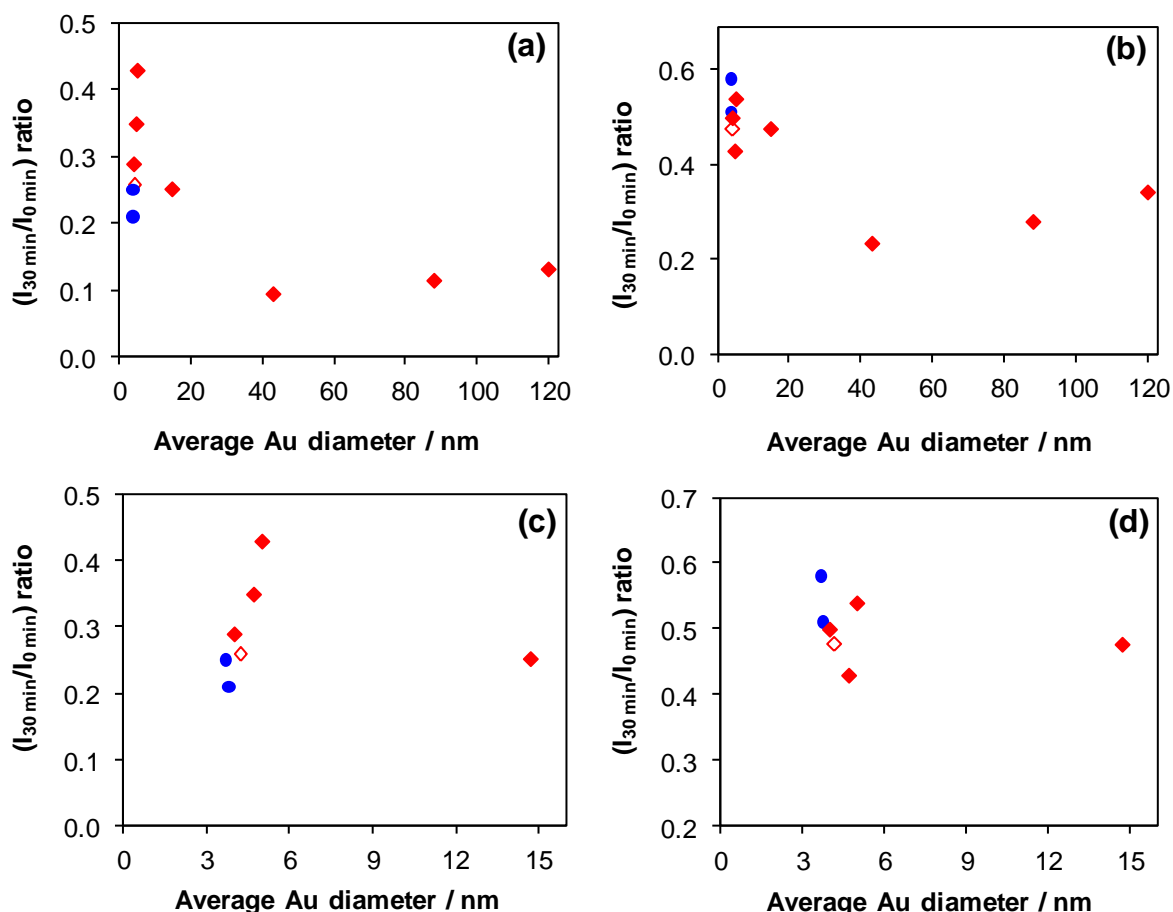 (a)
(I30 min/I0 min) ratio
0.5
0.4
0.3
0.2
0.1
0.0
0 20 40 60 80 100 120
Average Au diameter / nm
(b)
(I30 min/I0 min) ratio
0.6
0.4
0.2
0.0
0 20 40 60 80 100 120
Average Au diameter / nm
(c)
(I30 min/I0 min) ratio
0.5
0.4
0.3
0.2
0.1
0.0
0 3 6 9 12 15
Average Au diameter / nm
(d)
(I30 min/I0 min) ratio
0.7
0.6
0.5
0.4
0.3
0.2
0 3 6 9 12 15
Average Au diameter / nm